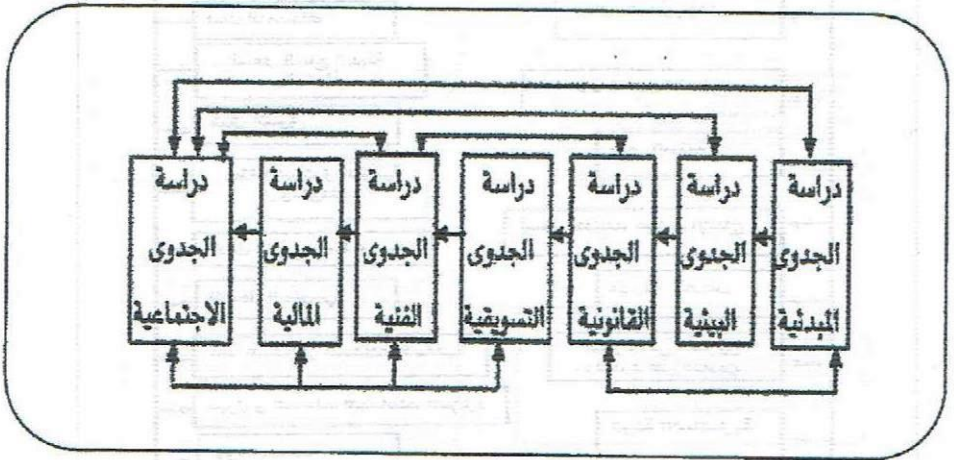 دراسة
الجدوى
المبدئية
دراسة
الجدوى
البيئية
دراسة
الجدوى
القانونية
دراسة
الجدوى
التسويقية
دراسة
الجدوى
الفنية
دراسة
الجدوى
المالية
دراسة
الجدوى
الاجتماعية